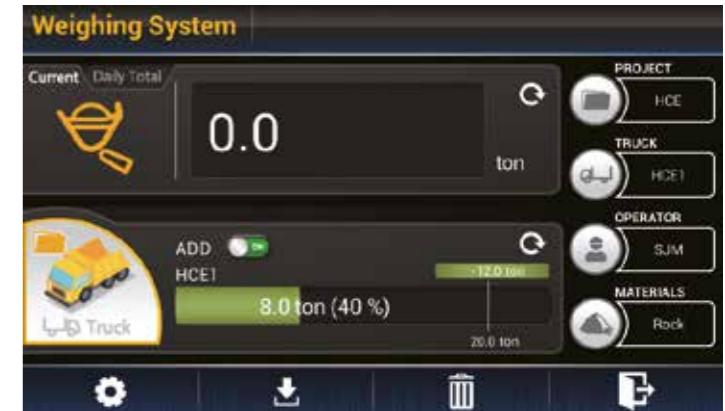 Weighing System
Current Daily Total
0.0
ton
ADD ON
HCE1
-12.0 ton
8.0 ton (40 %)
20.0 ton
Truck
PROJECT
HCE
TRUCK
HCE1
OPERATOR
SJM
MATERIALS
Rock